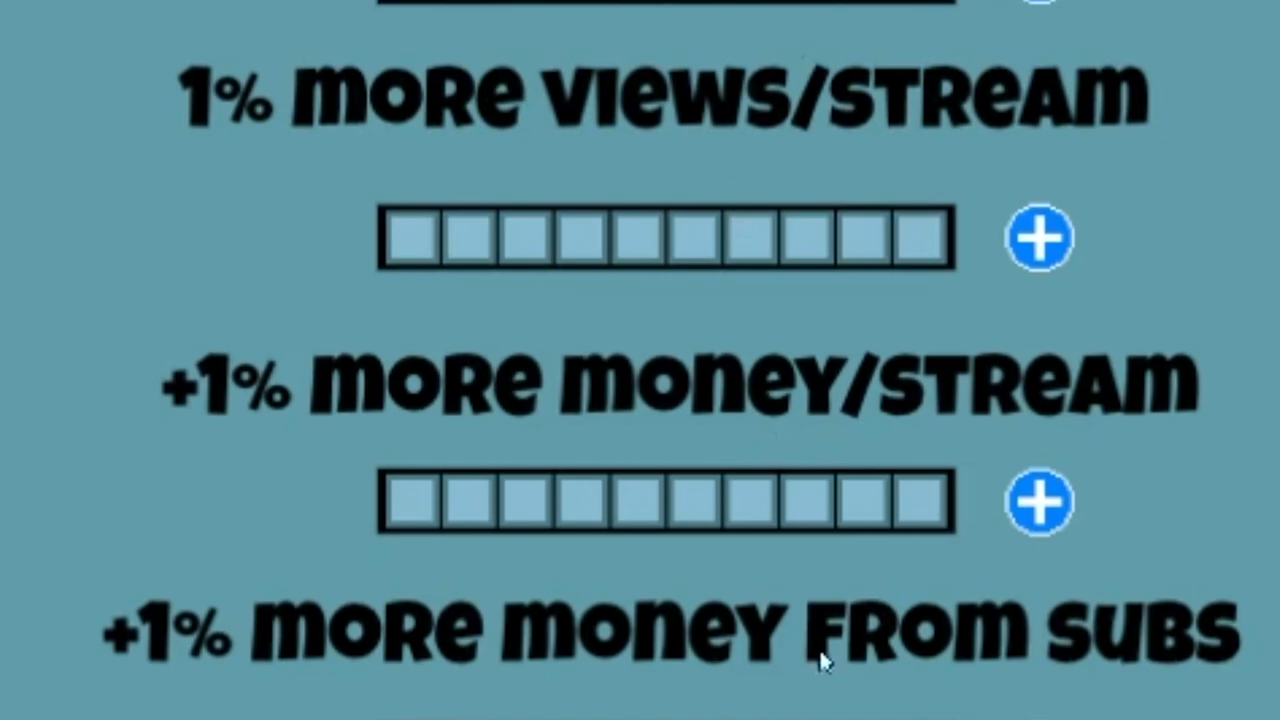 1% more views/stream
+1% more money/stream
+1% more money from subs